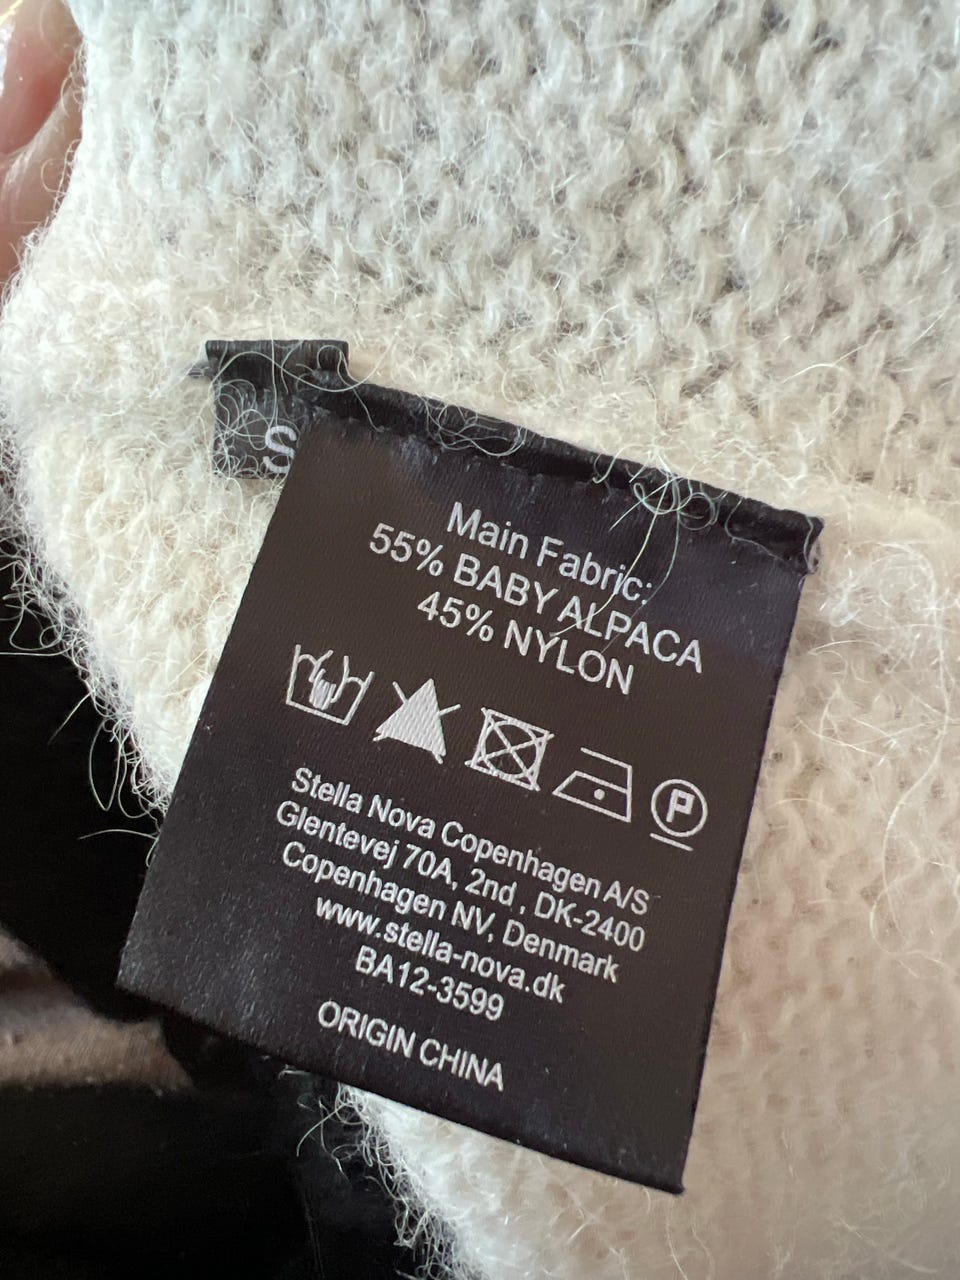 S
Main Fabric:
55% BABY ALPACA
45% NYLON
P
Stella Nova Copenhagen A/S
Glentevej 70A, 2nd , DK-2400
Copenhagen NV, Denmark
www.stella-nova.dk
BA12-3599
ORIGIN CHINA